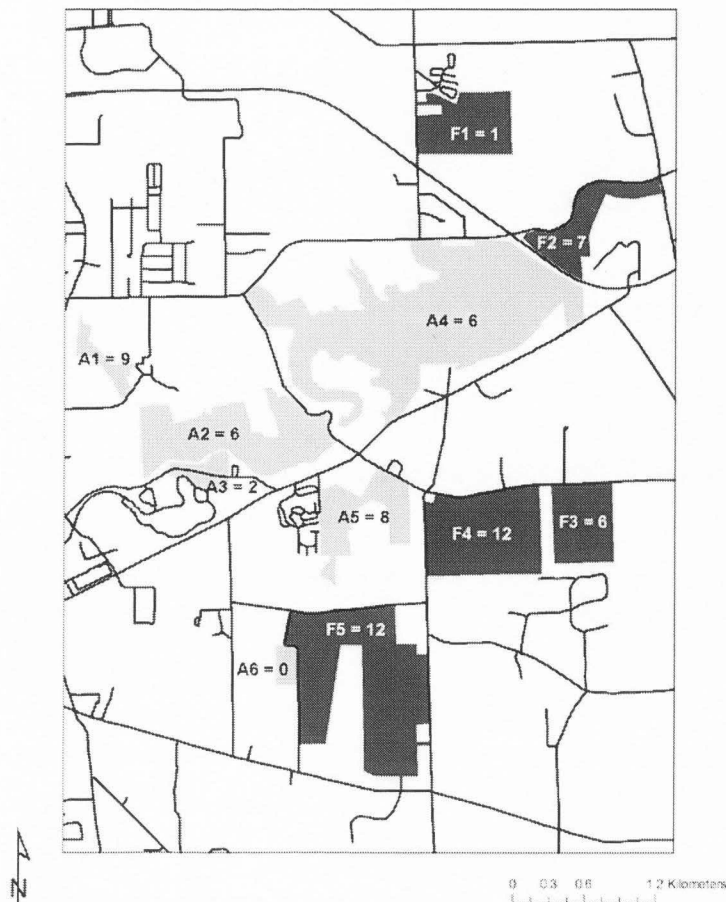 F1 = 1
F2 = 7
A4 = 6
A1 = 9
A2 = 6
A3 = 2
A5 = 8
F4 = 12
F3 = 6
F5 = 12
A6 = 0
N
0 0.3 0.6 1.2 Kilometers